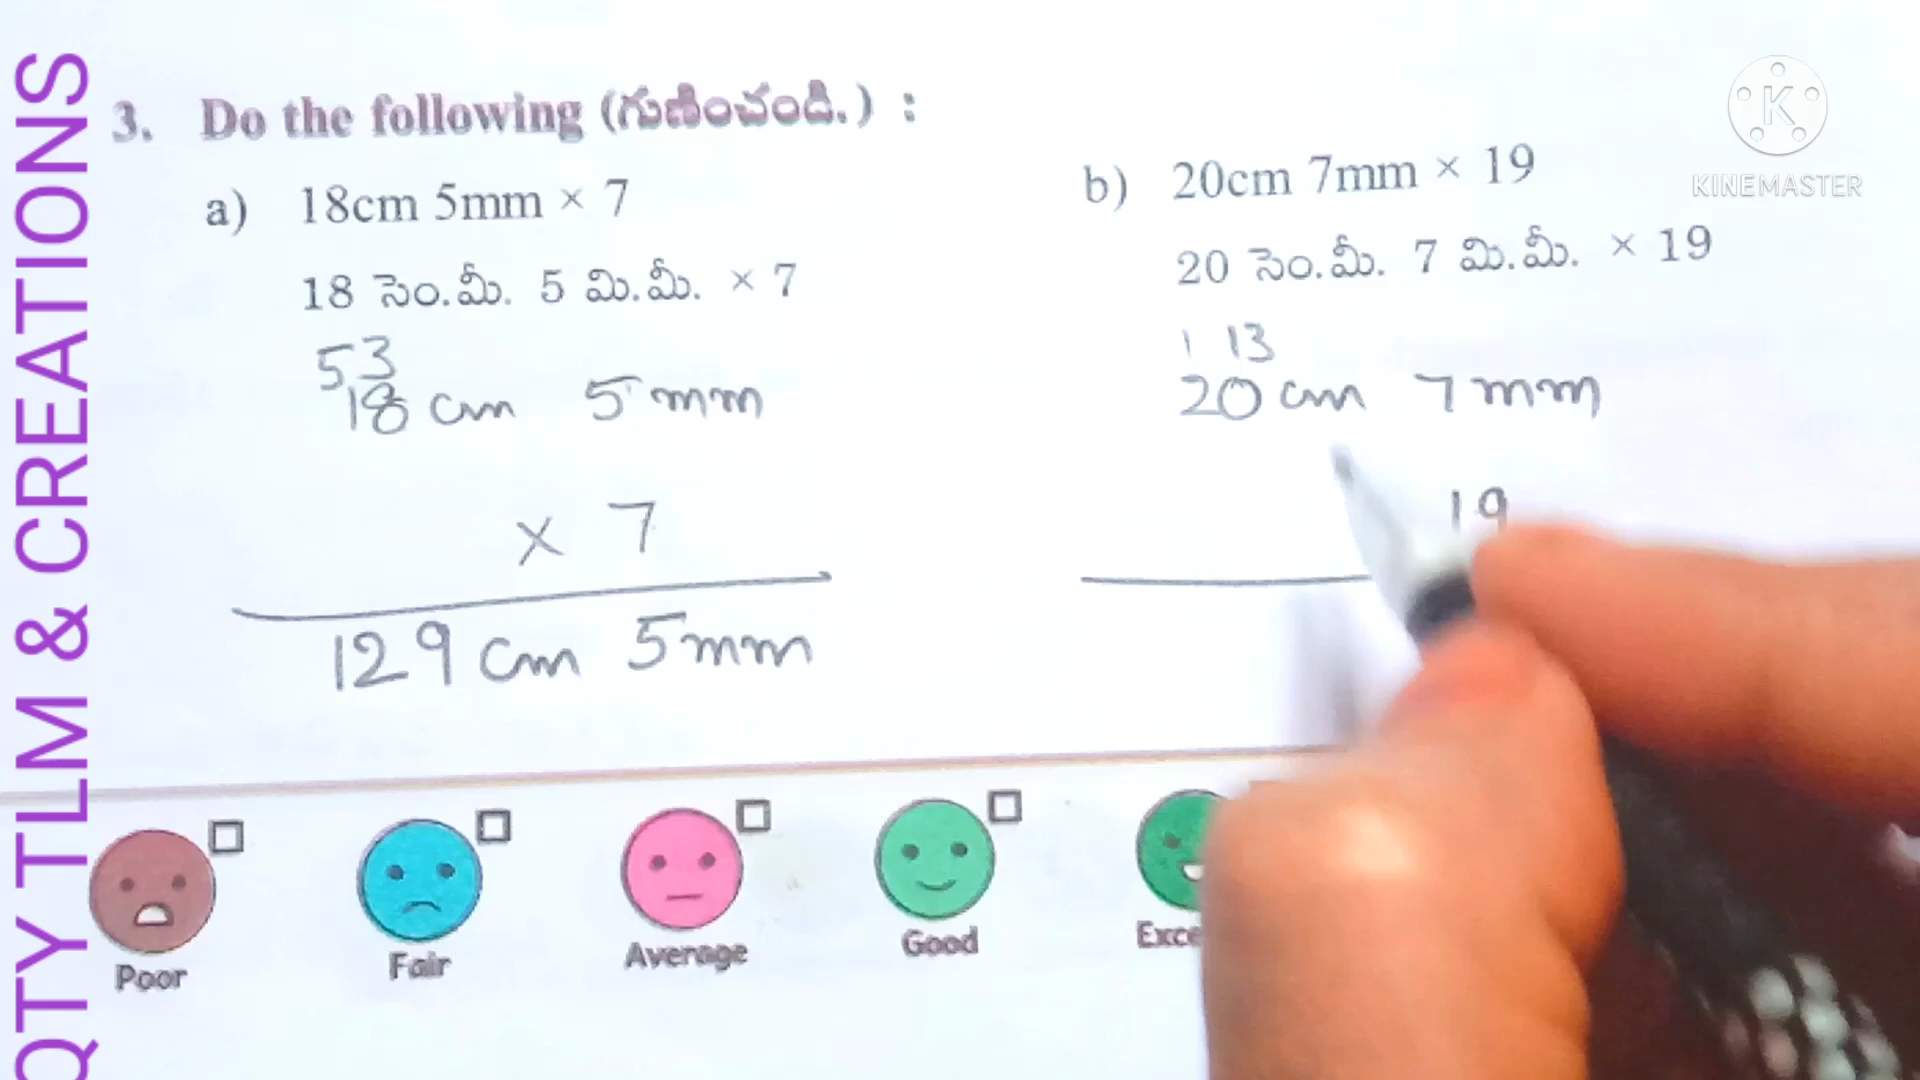 QTY TLM & CREATIONS
KINEMASTER
3. Do the following (గుణించండి.) :
a) 18cm 5mm × 7
18 సెం.మీ. 5 మి.మీ. × 7
53
18 cm 5 mm
× 7
129 cm 5 mm
b) 20cm 7mm × 19
20 సెం.మీ. 7 మి.మీ. × 19
1 13
20 cm 7 mm
19
Poor
Fair
Average
Good